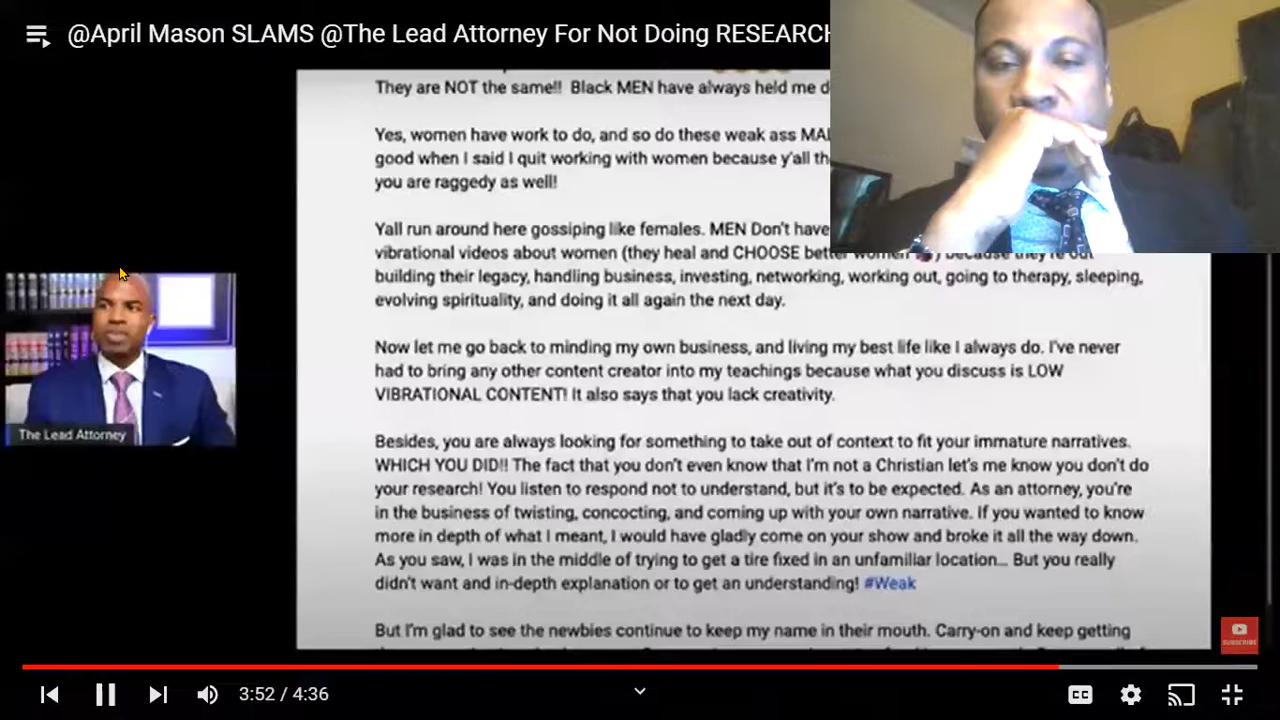 @April Mason SLAMS @The Lead Attorney For Not Doing RESEARCH
They are NOT the same!! Black MEN have always held me d
Yes, women have work to do, and so do these weak ass MAL
good when I said I quit working with women because y'all th
you are raggedy as well!
Yall run around here gossiping like females. MEN Don't have
vibrational videos about women (they heal and CHOOSE better women) because they're out
building their legacy, handling business, investing, networking, working out, going to therapy, sleeping,
evolving spirituality, and doing it all again the next day.
Now let me go back to minding my own business, and living my best life like I always do. I've never
had to bring any other content creator into my teachings because what you discuss is LOW
VIBRATIONAL CONTENT! It also says that you lack creativity.
The Lead Attorney
Besides, you are always looking for something to take out of context to fit your immature narratives.
WHICH YOU DID!! The fact that you don't even know that I'm not a Christian let's me know you don't do
your research! You listen to respond not to understand, but it's to be expected. As an attorney, you're
in the business of twisting, concocting, and coming up with your own narrative. If you wanted to know
more in depth of what I meant, I would have gladly come on your show and broke it all the way down.
As you saw, I was in the middle of trying to get a tire fixed in an unfamiliar location... But you really
didn't want and in-depth explanation or to get an understanding! #Weak
But I'm glad to see the newbies continue to keep my name in their mouth. Carry-on and keep getting
SUBSCRIBE
3:52 / 4:36
CC